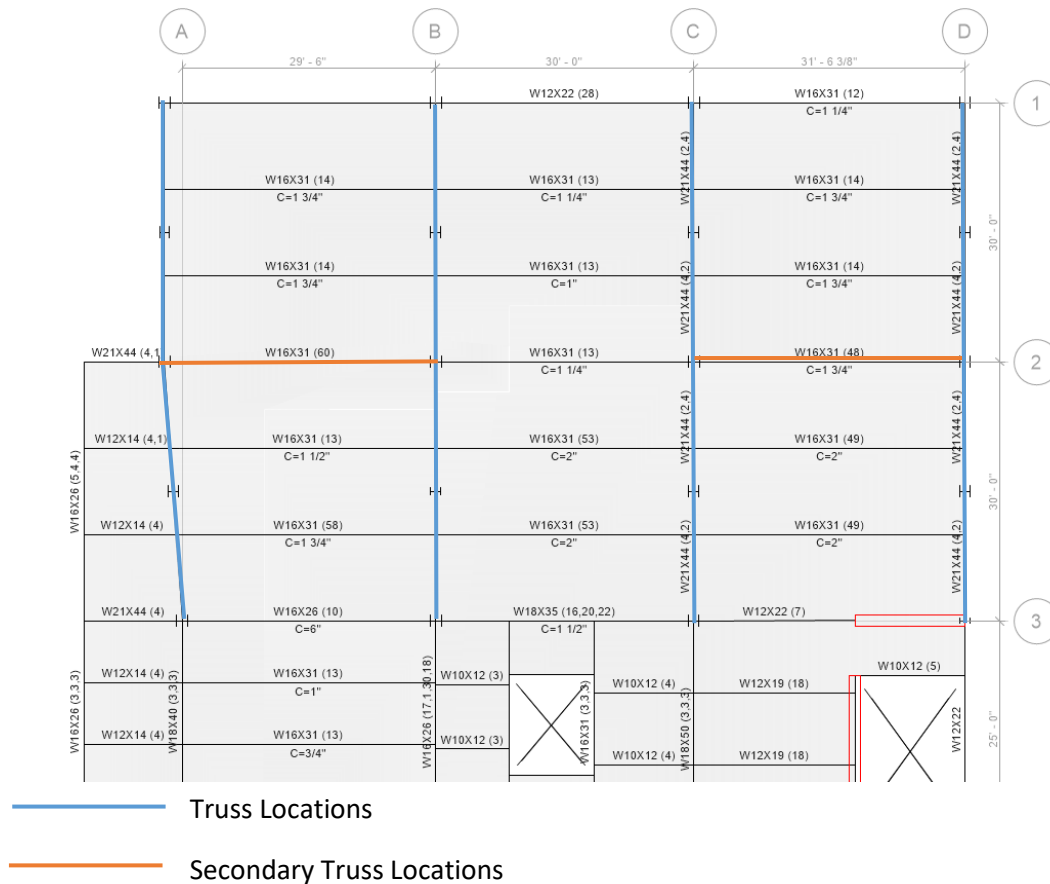 A B C D
29' - 6" 30' - 0" 31' - 6 3/8"
W12X22 (28) W16X31 (12)
C=1 1/4"
1
W21X44 (2,4) W21X44 (2,4)
W16X31 (14) W16X31 (13) W16X31 (14)
C=1 3/4" C=1 1/4" C=1 3/4"
30' - 0"
W16X31 (14) W16X31 (13) W16X31 (14)
C=1 3/4" C=1" C=1 3/4"
W21X44 (4,2) W21X44 (4,2)
W21X44 (4,1 W16X31 (60) W16X31 (13) W16X31 (48)
C=1 1/4" C=1 3/4"
2
W21X44 (2,4) W21X44 (2,4)
W12X14 (4,1) W16X31 (13) W16X31 (53) W16X31 (49)
C=1 1/2" C=2" C=2"
W16X26 (5,4,4)
30' - 0"
W12X14 (4) W16X31 (58) W16X31 (53) W16X31 (49)
C=1 3/4" C=2" C=2"
W21X44 (4,2) W21X44 (4,2)
W21X44 (4) W16X26 (10) W18X35 (16,20,22) W12X22 (7)
C=6" C=1 1/2"
3
W12X14 (4) W16X31 (13) W10X12 (3) W10X12 (4) W12X19 (18) W10X12 (5)
C=1"
W16X26 (3,3,3) W18X40 (3,3,3) W16X26 (17,1,30,18) W16X31 (3,3,3) W18X50 (3,3,3) W12X22
25' - 0"
W12X14 (4) W16X31 (13) W10X12 (3) W10X12 (4) W12X19 (18)
C=3/4"
Truss Locations
Secondary Truss Locations